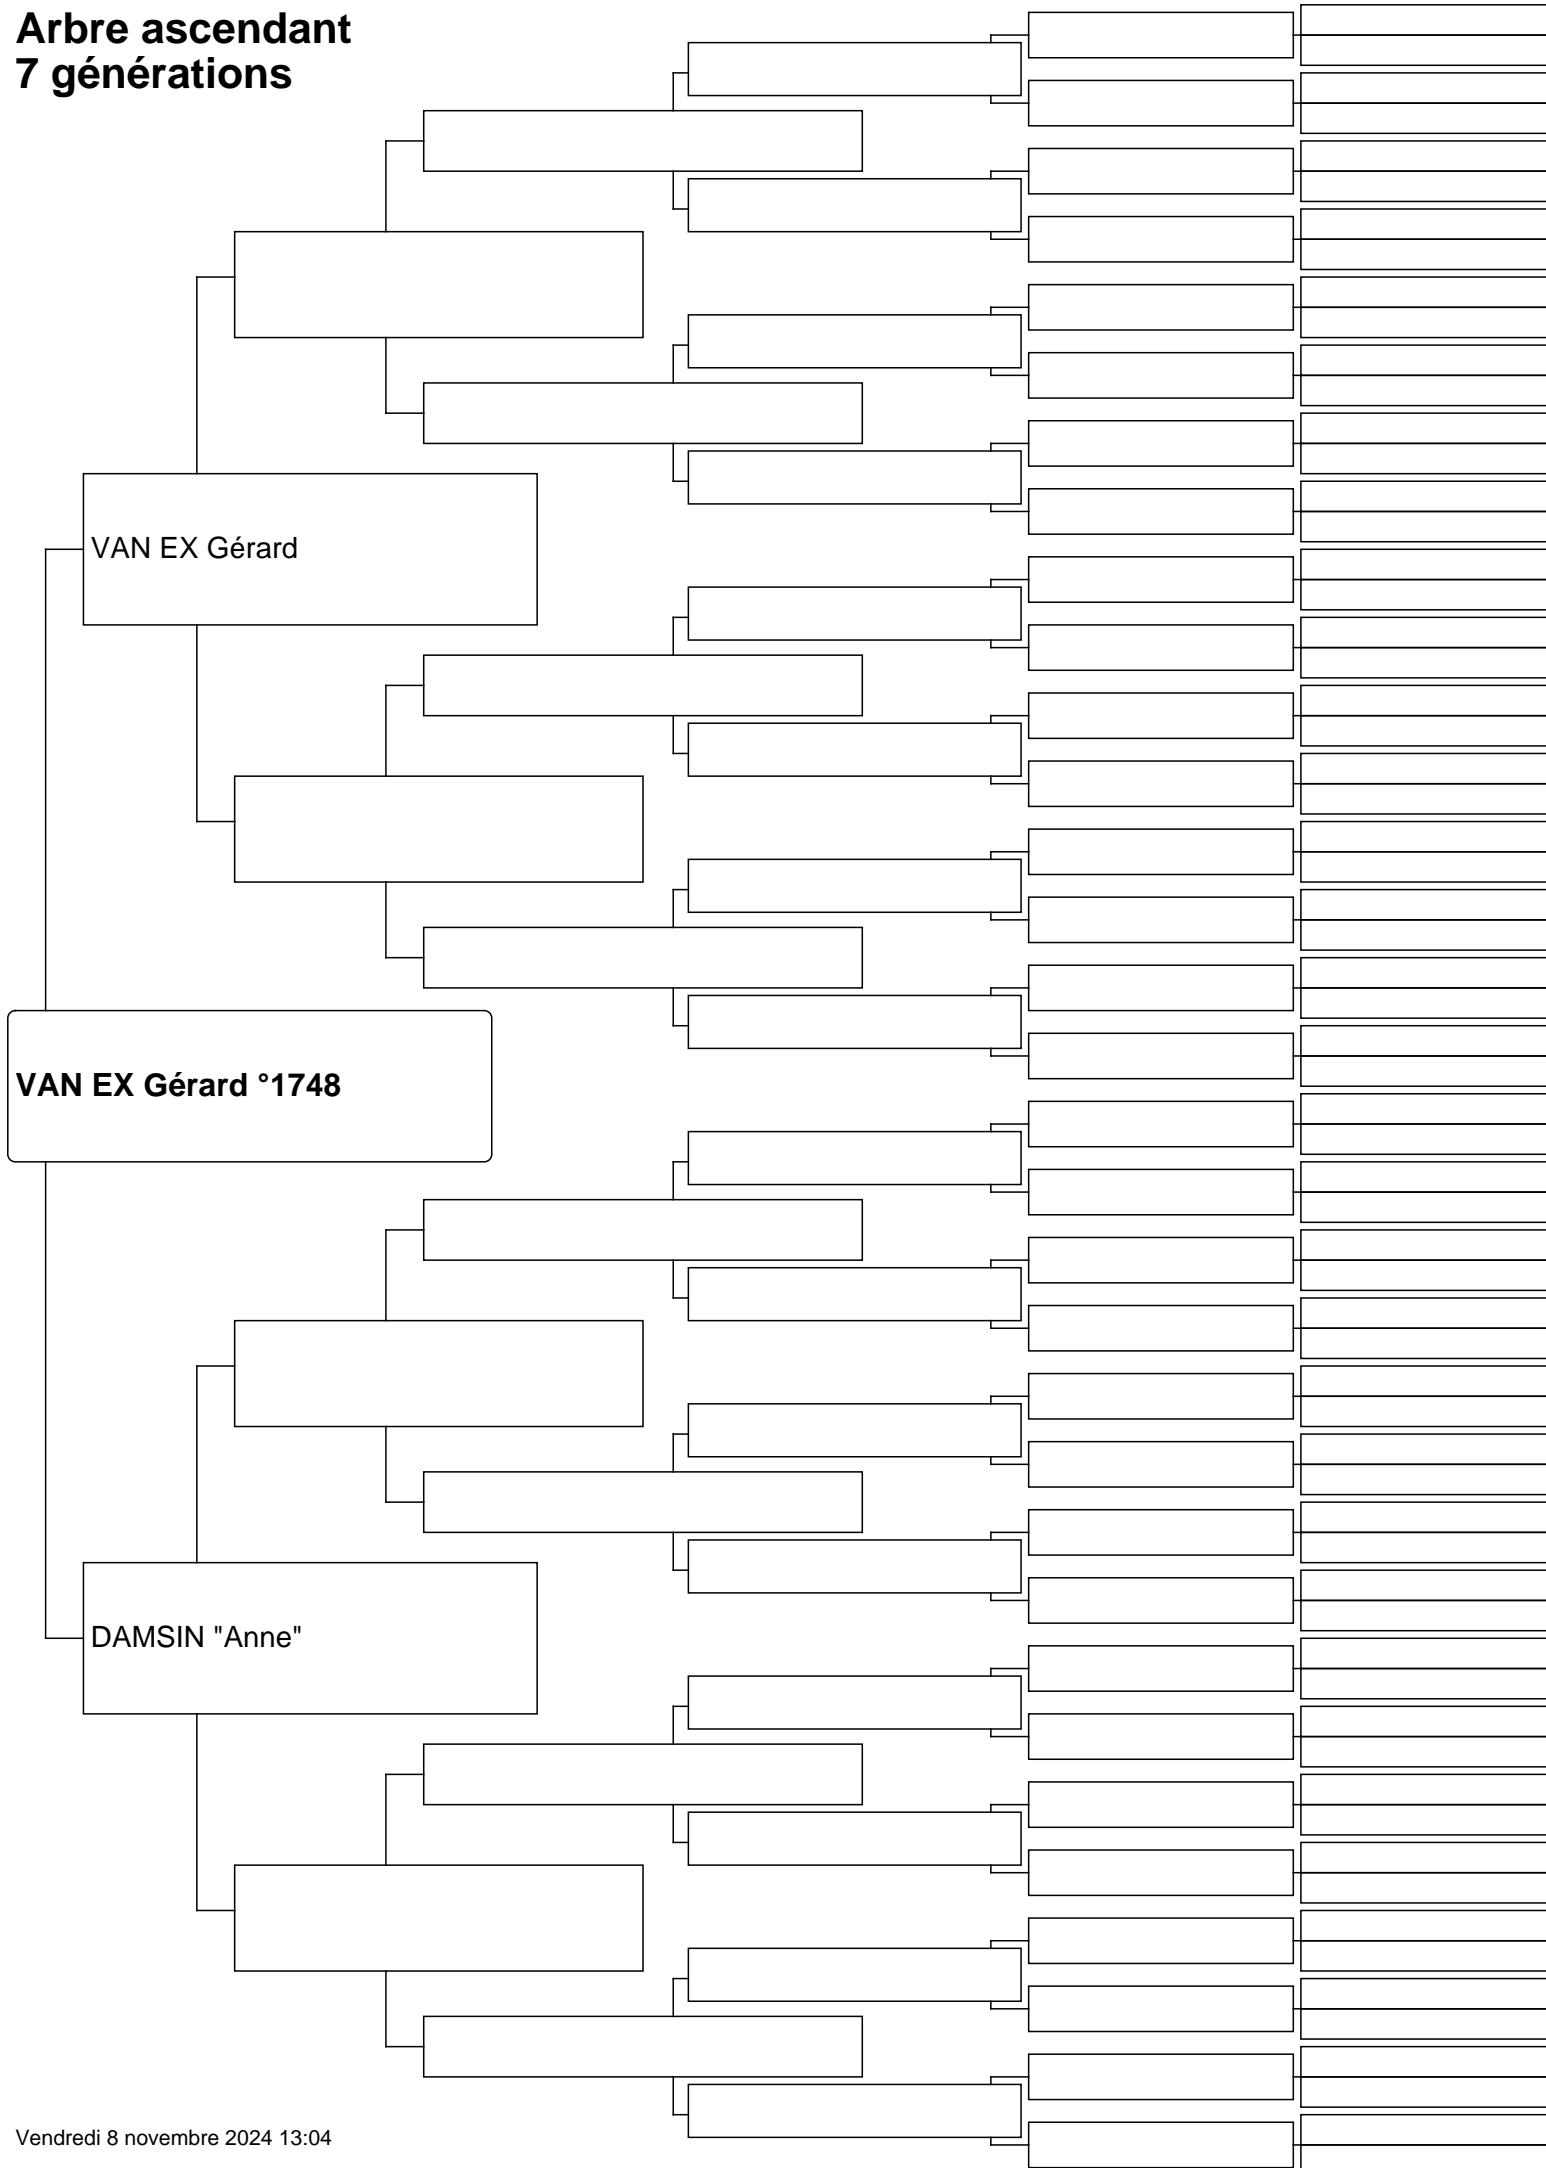 Arbre ascendant
7 générations
VAN EX Gérard
VAN EX Gérard °1748
DAMSIN "Anne"
Vendredi 8 novembre 2024 13:04